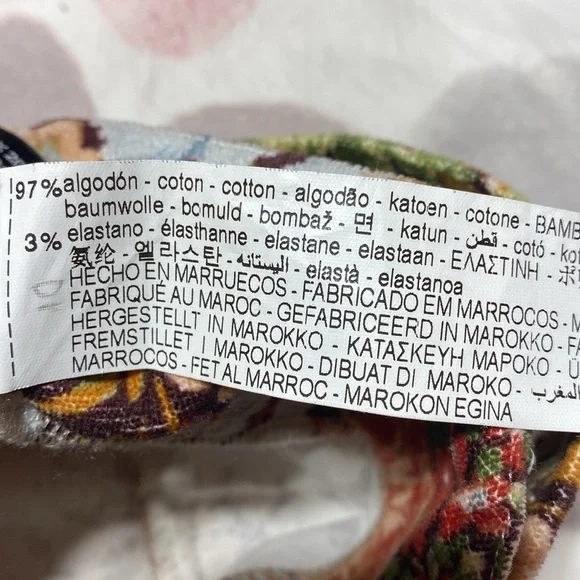 97% algodón - coton - cotton - algodão - katoen - cotone - BAMB
baumwolle - bomuld - bombaž - 면 - katun - قطن - cotó - kot
3% elastano - élasthanne - elastane - elastaan - ΕΛΑΣΤΙΝΗ -
氨纶 - 엘라스탄 - اليستانه - elastà - elastanoa
HECHO EN MARRUECOS - FABRICADO EM MARROCOS - M
FABRIQUÉ AU MAROC - GEFABRICEERD IN MAROKKO - FA
HERGESTELLT IN MAROKKO - ΚΑΤΑΣΚΕΥΗ ΜΑΡΟΚΟ - Ü
FREMSTILLET I MAROKKO - DIBUAT DI MAROKO - المغرب
MARROCOS - FET AL MARROC - MAROKON EGINA